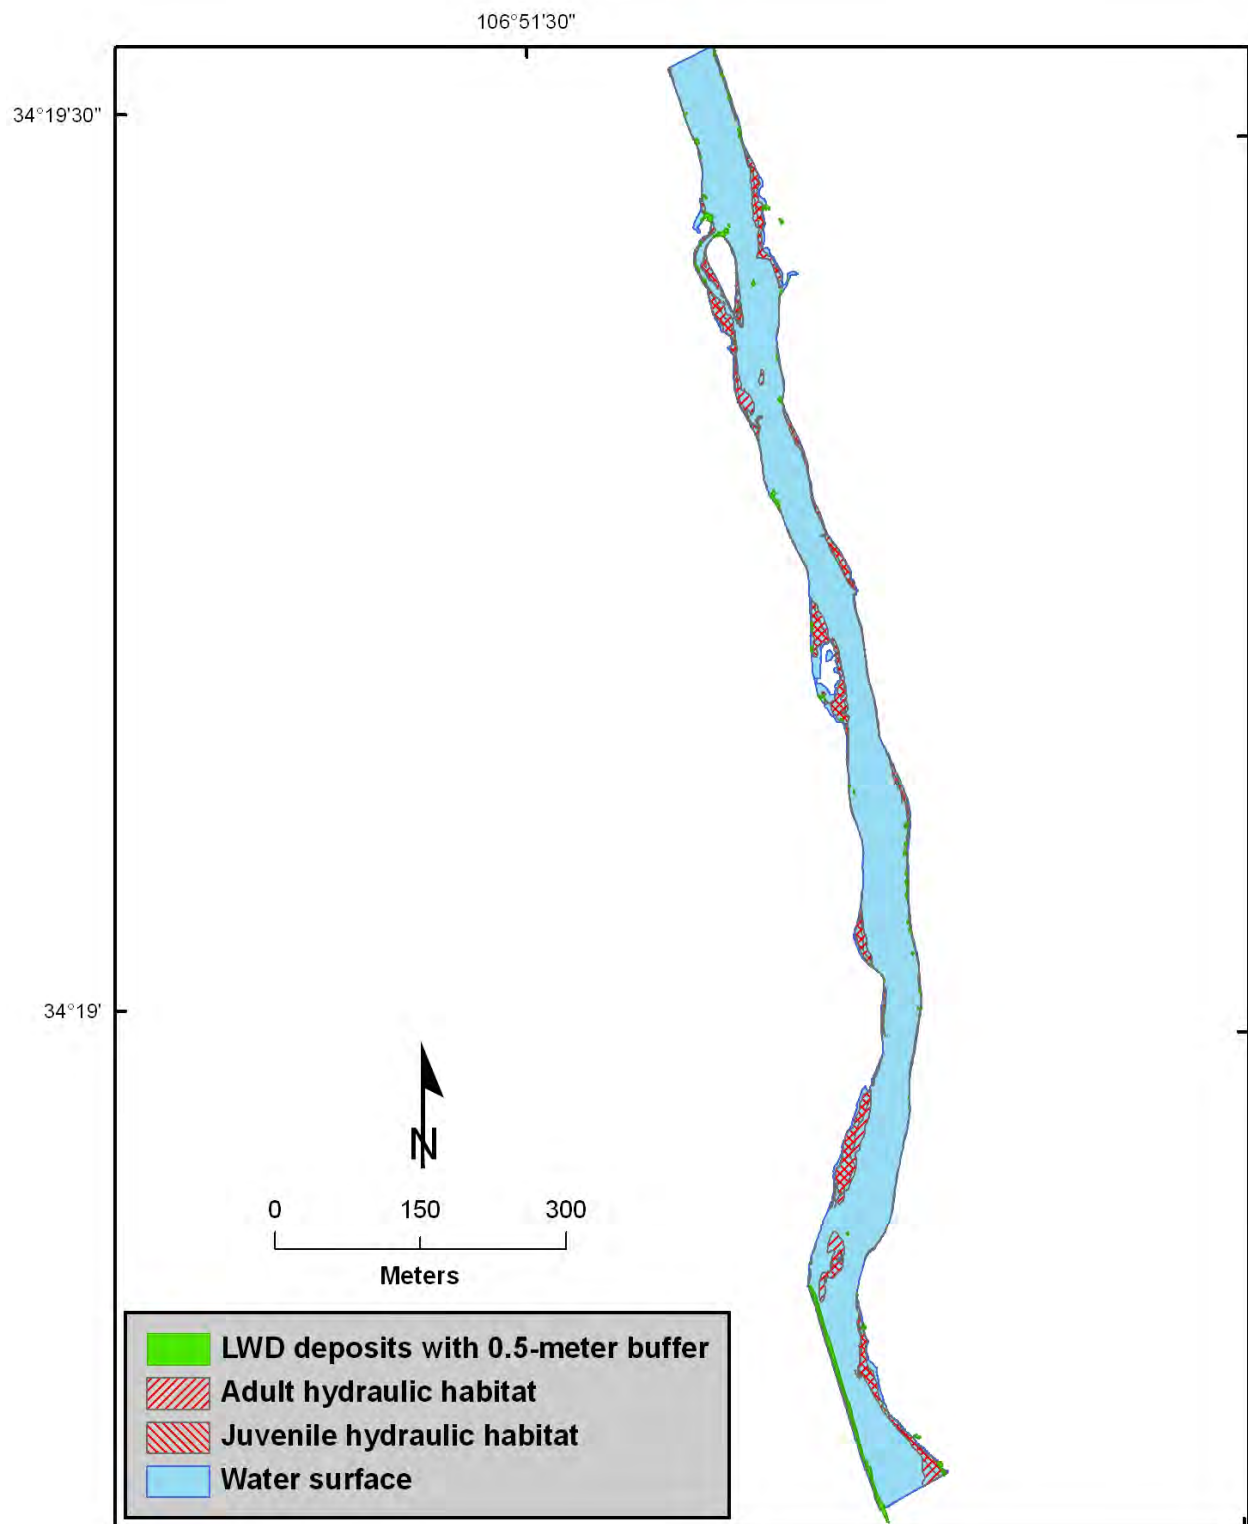 106°51'30"
34°19'30"
34°19'
N
0 150 300
Meters
LWD deposits with 0.5-meter buffer
Adult hydraulic habitat
Juvenile hydraulic habitat
Water surface